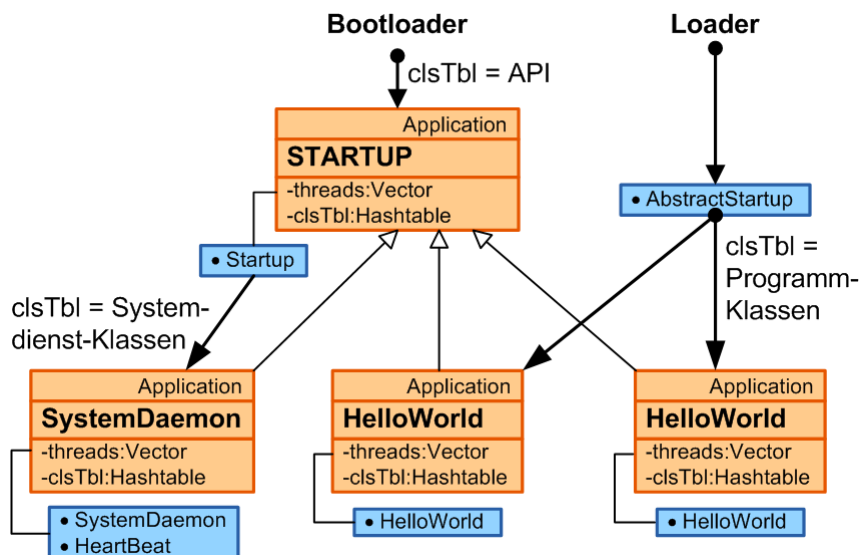 Bootloader
Loader
clsTbl = API
Application
STARTUP
-threads:Vector
-clsTbl:Hashtable
• AbstractStartup
• Startup
clsTbl =
Programm-
Klassen
clsTbl = System-
dienst-Klassen
Application
SystemDaemon
-threads:Vector
-clsTbl:Hashtable
• SystemDaemon
• HeartBeat
Application
HelloWorld
-threads:Vector
-clsTbl:Hashtable
• HelloWorld
Application
HelloWorld
-threads:Vector
-clsTbl:Hashtable
• HelloWorld